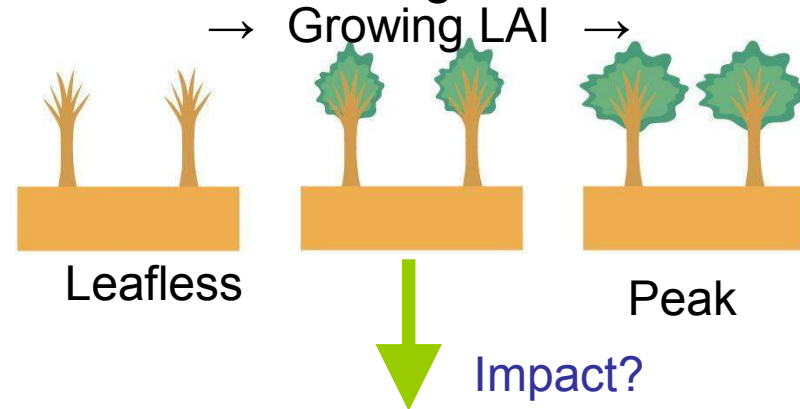 → Growing LAI →
Leafless
Peak
Impact?